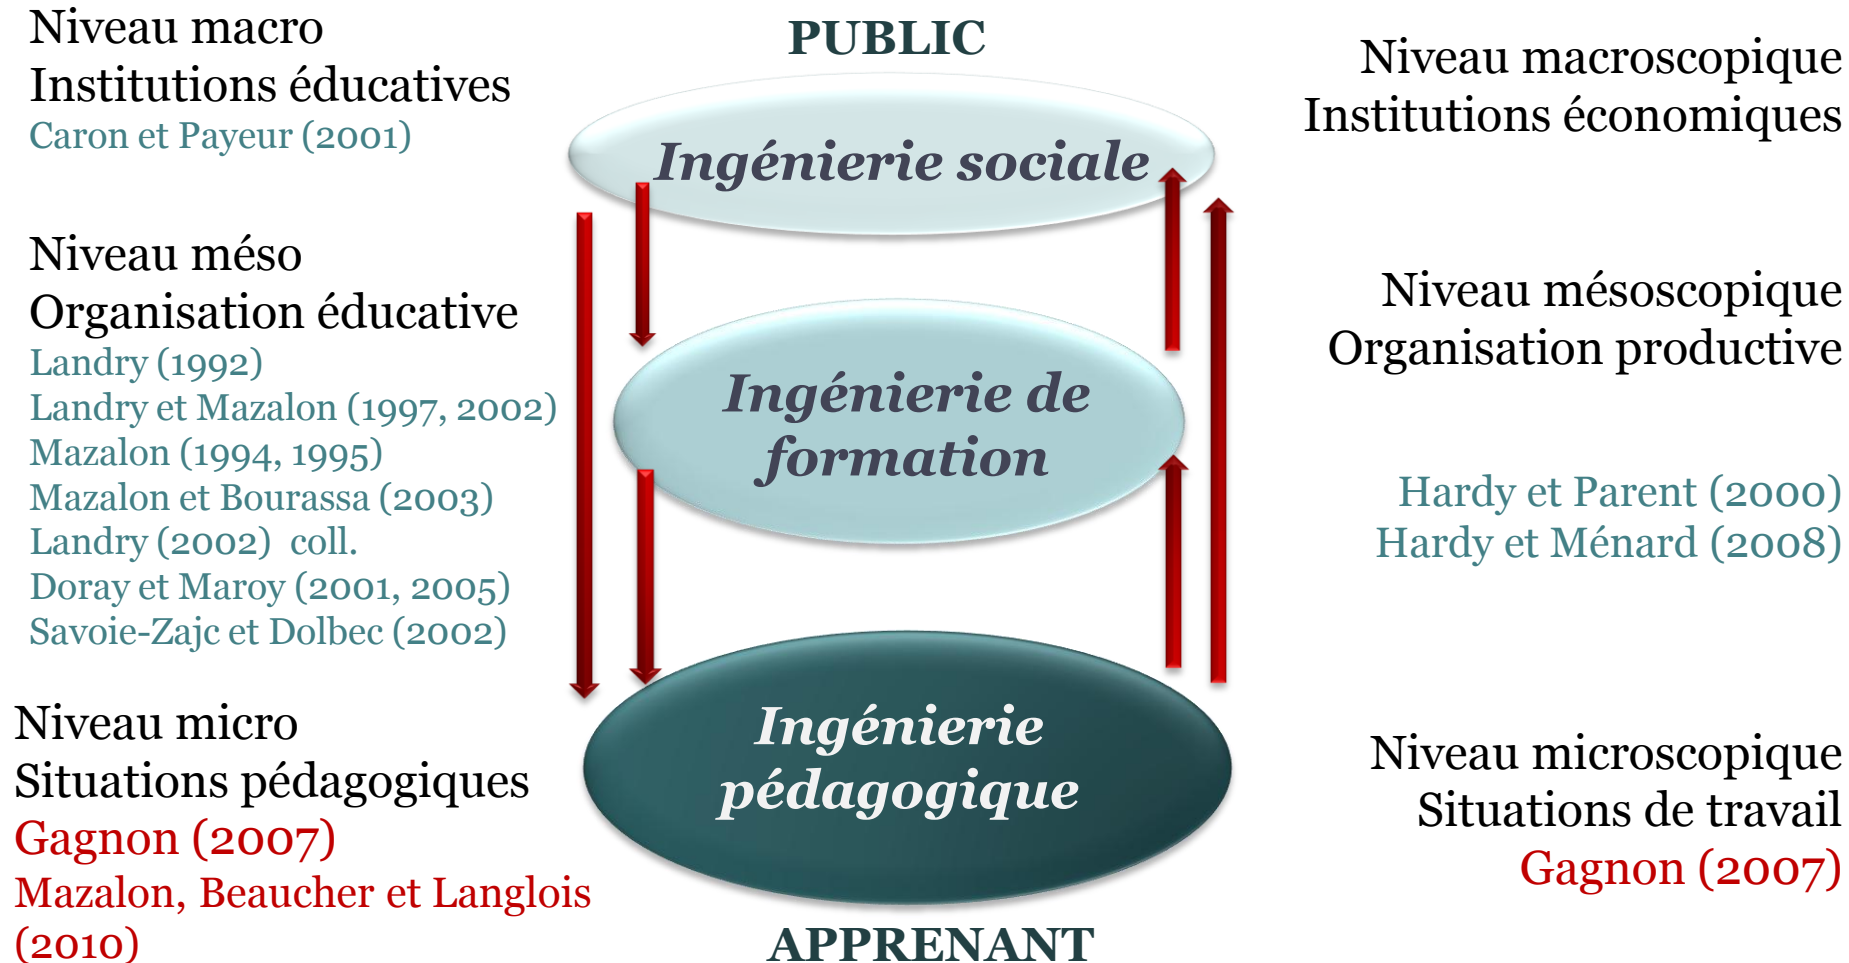 Niveau macro
Institutions éducatives
Caron et Payeur (2001)
Niveau méso
Organisation éducative
Landry (1992)
Landry et Mazalon (1997, 2002)
Mazalon (1994, 1995)
Mazalon et Bourassa (2003)
Landry (2002) coll.
Doray et Maroy (2001, 2005)
Savoie-Zajc et Dolbec (2002)
Niveau micro
Situations pédagogiques
Gagnon (2007)
Mazalon, Beaucher et Langlois
(2010)
PUBLIC
Ingénierie sociale
Ingénierie de
formation
Ingénierie
pédagogique
APPRENANT
Niveau macroscopique
Institutions économiques
Niveau mésoscopique
Organisation productive
Hardy et Parent (2000)
Hardy et Ménard (2008)
Niveau microscopique
Situations de travail
Gagnon (2007)